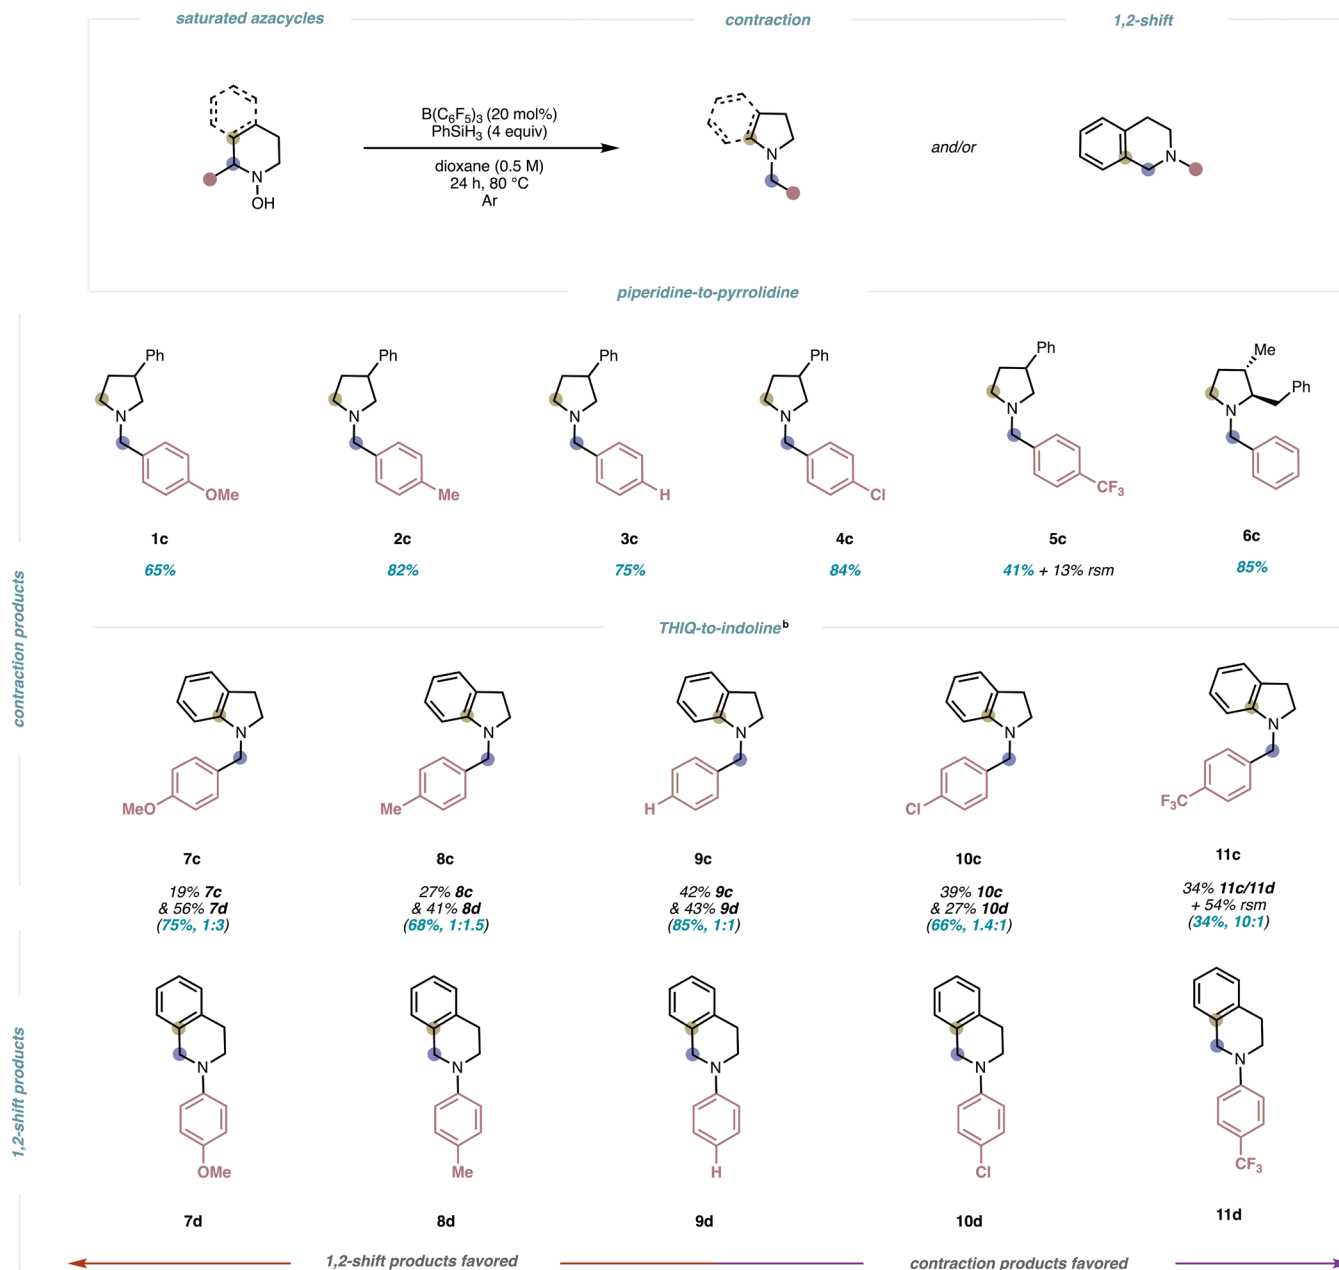 saturated azacycles
contraction
1,2-shift
B(C₆F₅)₃ (20 mol%)
PhSiH₃ (4 equiv)
dioxane (0.5 M)
24 h, 80 °C
Ar
N
OH
N
and/or
N
piperidine-to-pyrrolidine
Ph
N
OMe
Ph
N
Me
Ph
N
H
Ph
N
Cl
Ph
N
CF₃
Me
Ph
N
1c
2c
3c
4c
5c
6c
65%
82%
75%
84%
41% + 13% rsm
85%
contraction products
THIQ-to-indolineᵇ
N
MeO
N
Me
N
H
N
Cl
N
F₃C
7c
8c
9c
10c
11c
19% 7c
& 56% 7d
(75%, 1:3)
27% 8c
& 41% 8d
(68%, 1:1.5)
42% 9c
& 43% 9d
(85%, 1:1)
39% 10c
& 27% 10d
(66%, 1.4:1)
34% 11c/11d
+ 54% rsm
(34%, 10:1)
1,2-shift products
N
OMe
N
Me
N
H
N
Cl
N
CF₃
7d
8d
9d
10d
11d
1,2-shift products favored
contraction products favored